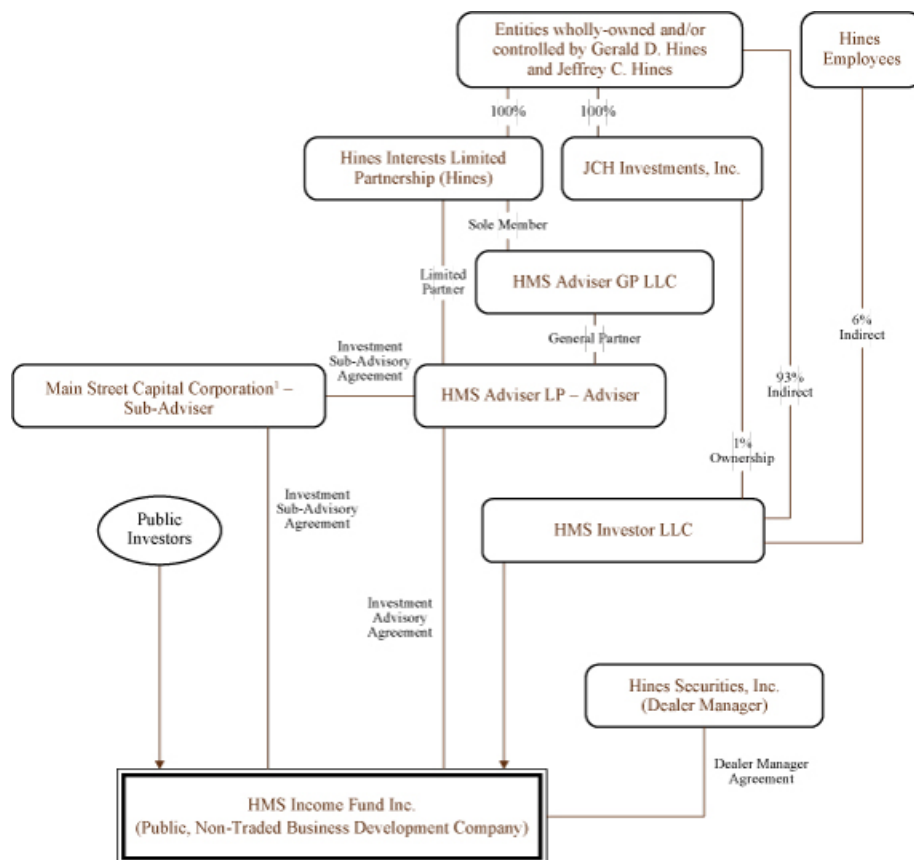 Entities wholly-owned and/or
controlled by Gerald D. Hines
and Jeffrey C. Hines
Hines
Employees
100%
100%
Hines Interests Limited
Partnership (Hines)
JCH Investments, Inc.
Sole Member
Limited
Partner
HMS Adviser GP LLC
General Partner
6%
Indirect
Investment
Sub-Advisory
Agreement
Main Street Capital Corporation¹ –
Sub-Adviser
HMS Adviser LP – Adviser
93%
Indirect
1%
Ownership
Investment
Sub-Advisory
Agreement
Public
Investors
HMS Investor LLC
Investment
Advisory
Agreement
Hines Securities, Inc.
(Dealer Manager)
Dealer Manager
Agreement
HMS Income Fund Inc.
(Public, Non-Traded Business Development Company)